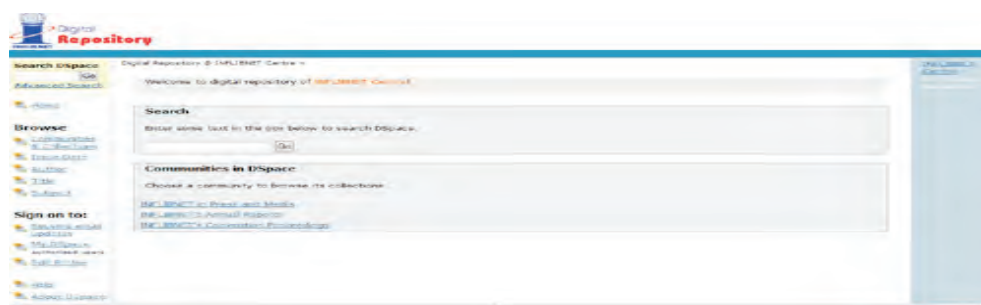 Digital
Repository
Search DSpace
Go
Advanced Search
Home
Browse
Communities
& Collections
Issue Date
Author
Title
Subject
Sign on to:
Receive email
updates
My DSpace
authorized users
Edit Profile
Help
About DSpace
Digital Repository @ INFLIBNET Centre >
Welcome to digital repository of INFLIBNET Centre!
Search
Enter some text in the box below to search DSpace.
Go
Communities in DSpace
Choose a community to browse its collections.
INFLIBNET in Press and Media
INFLIBNET's Annual Reports
INFLIBNET's Convention Proceedings
INFLIBNET
Centre